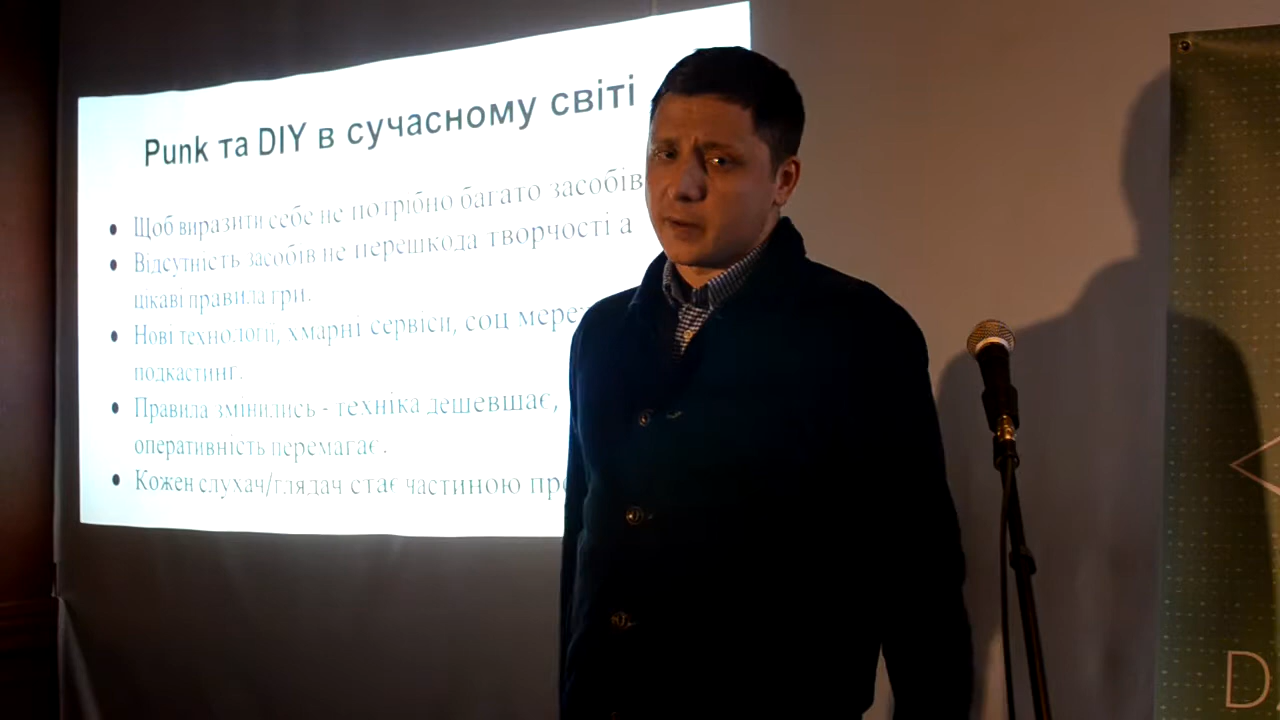 Punk та DIY в сучасному світі
Щоб виразити себе не потрібно багато засобів
Відсутність засобів не перешкода творчості а
цікаві правила гри.
Нові технології, хмарні сервіси, соц
подкастинг.
Правила змінились - техніка дешевшає,
оперативність перемагає.
Кожен слухач/глядач стає частиною
D